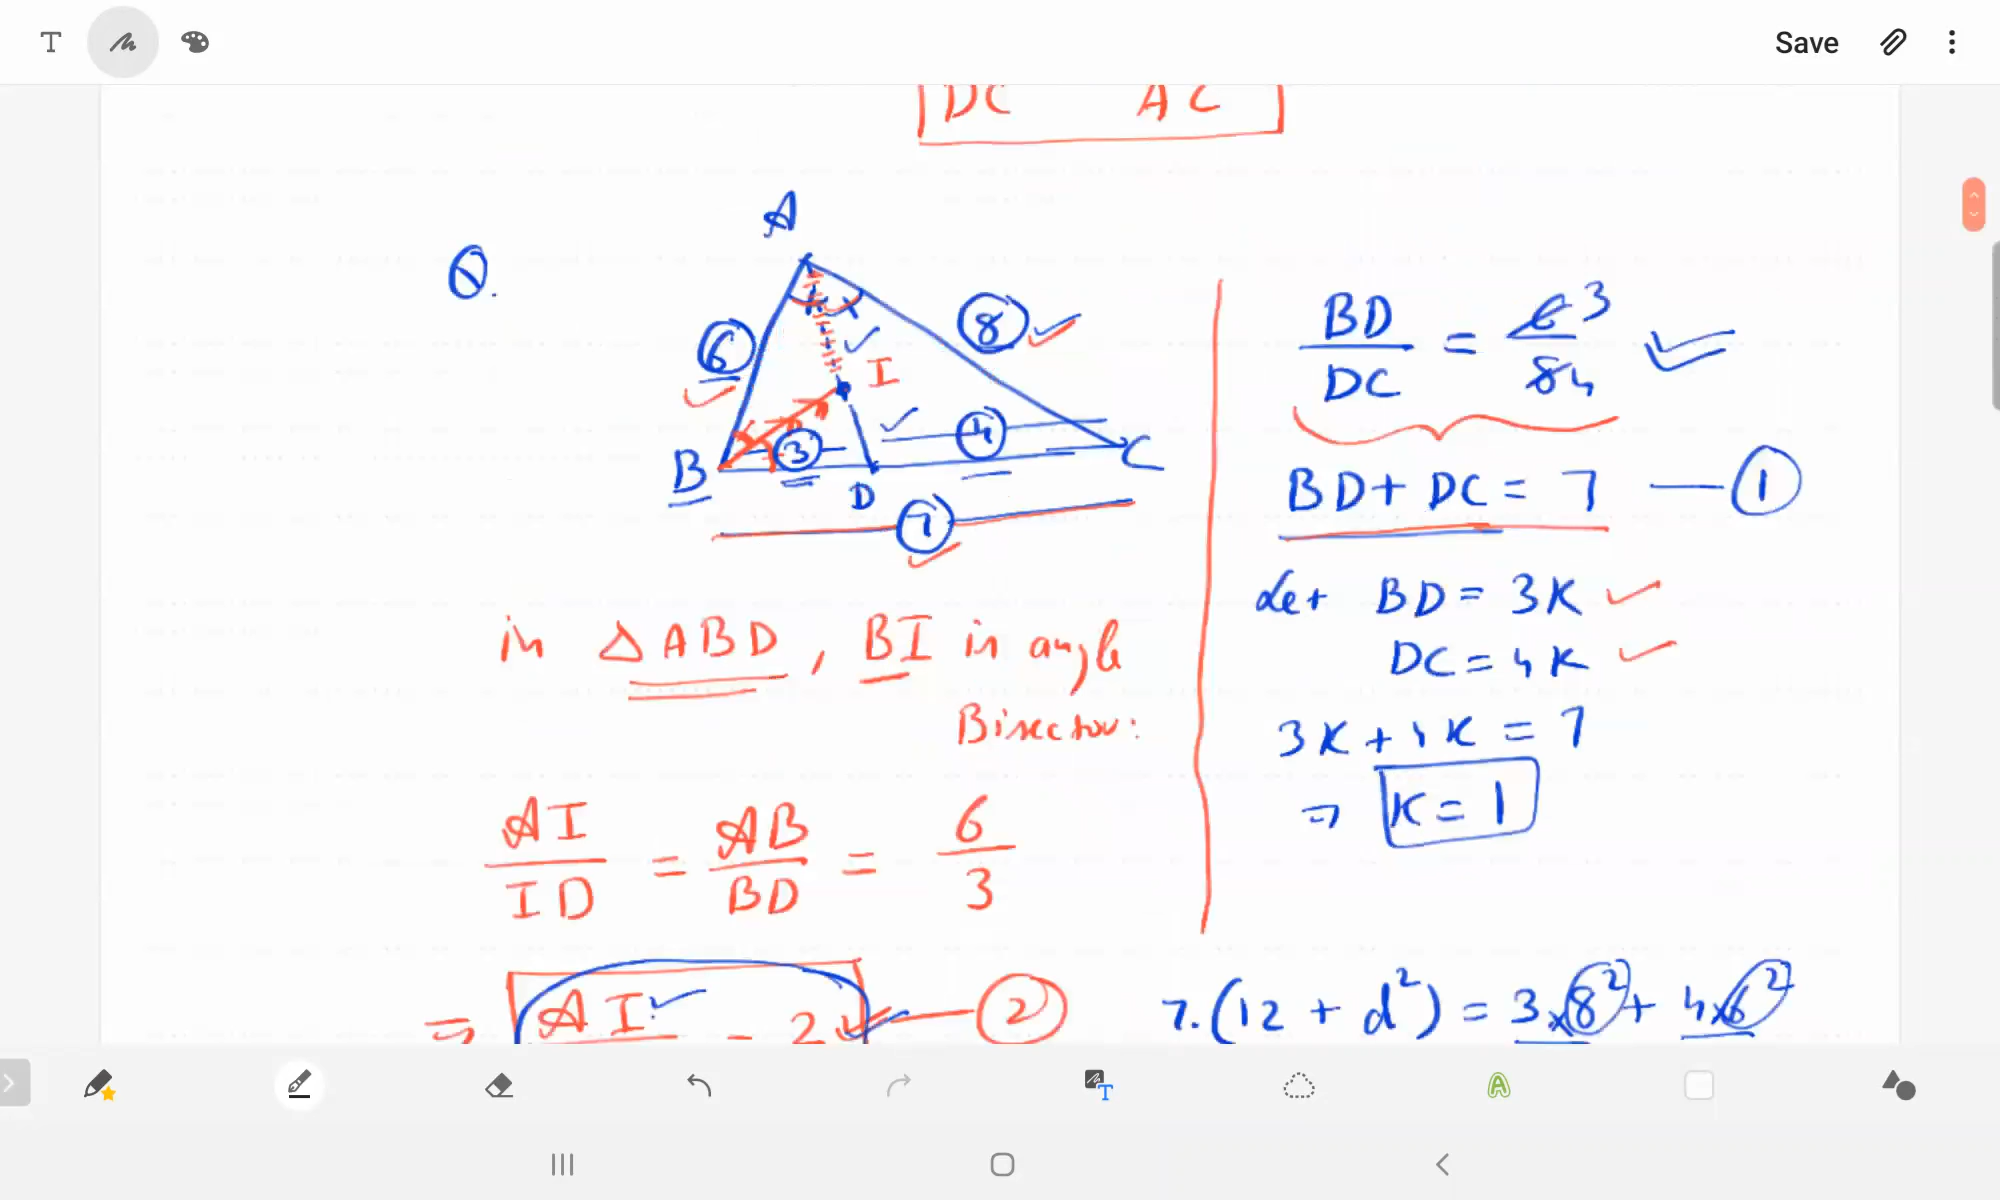 Save
DC AC
Q.
A
6
8
I
3
4
B
D
C
7
in △ABD, BI is angle
Bisector:
AI/ID = AB/BD = 6/3
⇒ AI = 2 — 2
BD/DC = 6 3/8 4
BD + DC = 7 — 1
Let BD = 3K
DC = 4K
3K + 4K = 7
⇒ K = 1
7.(12 + d²) = 3×8² + 4×6²